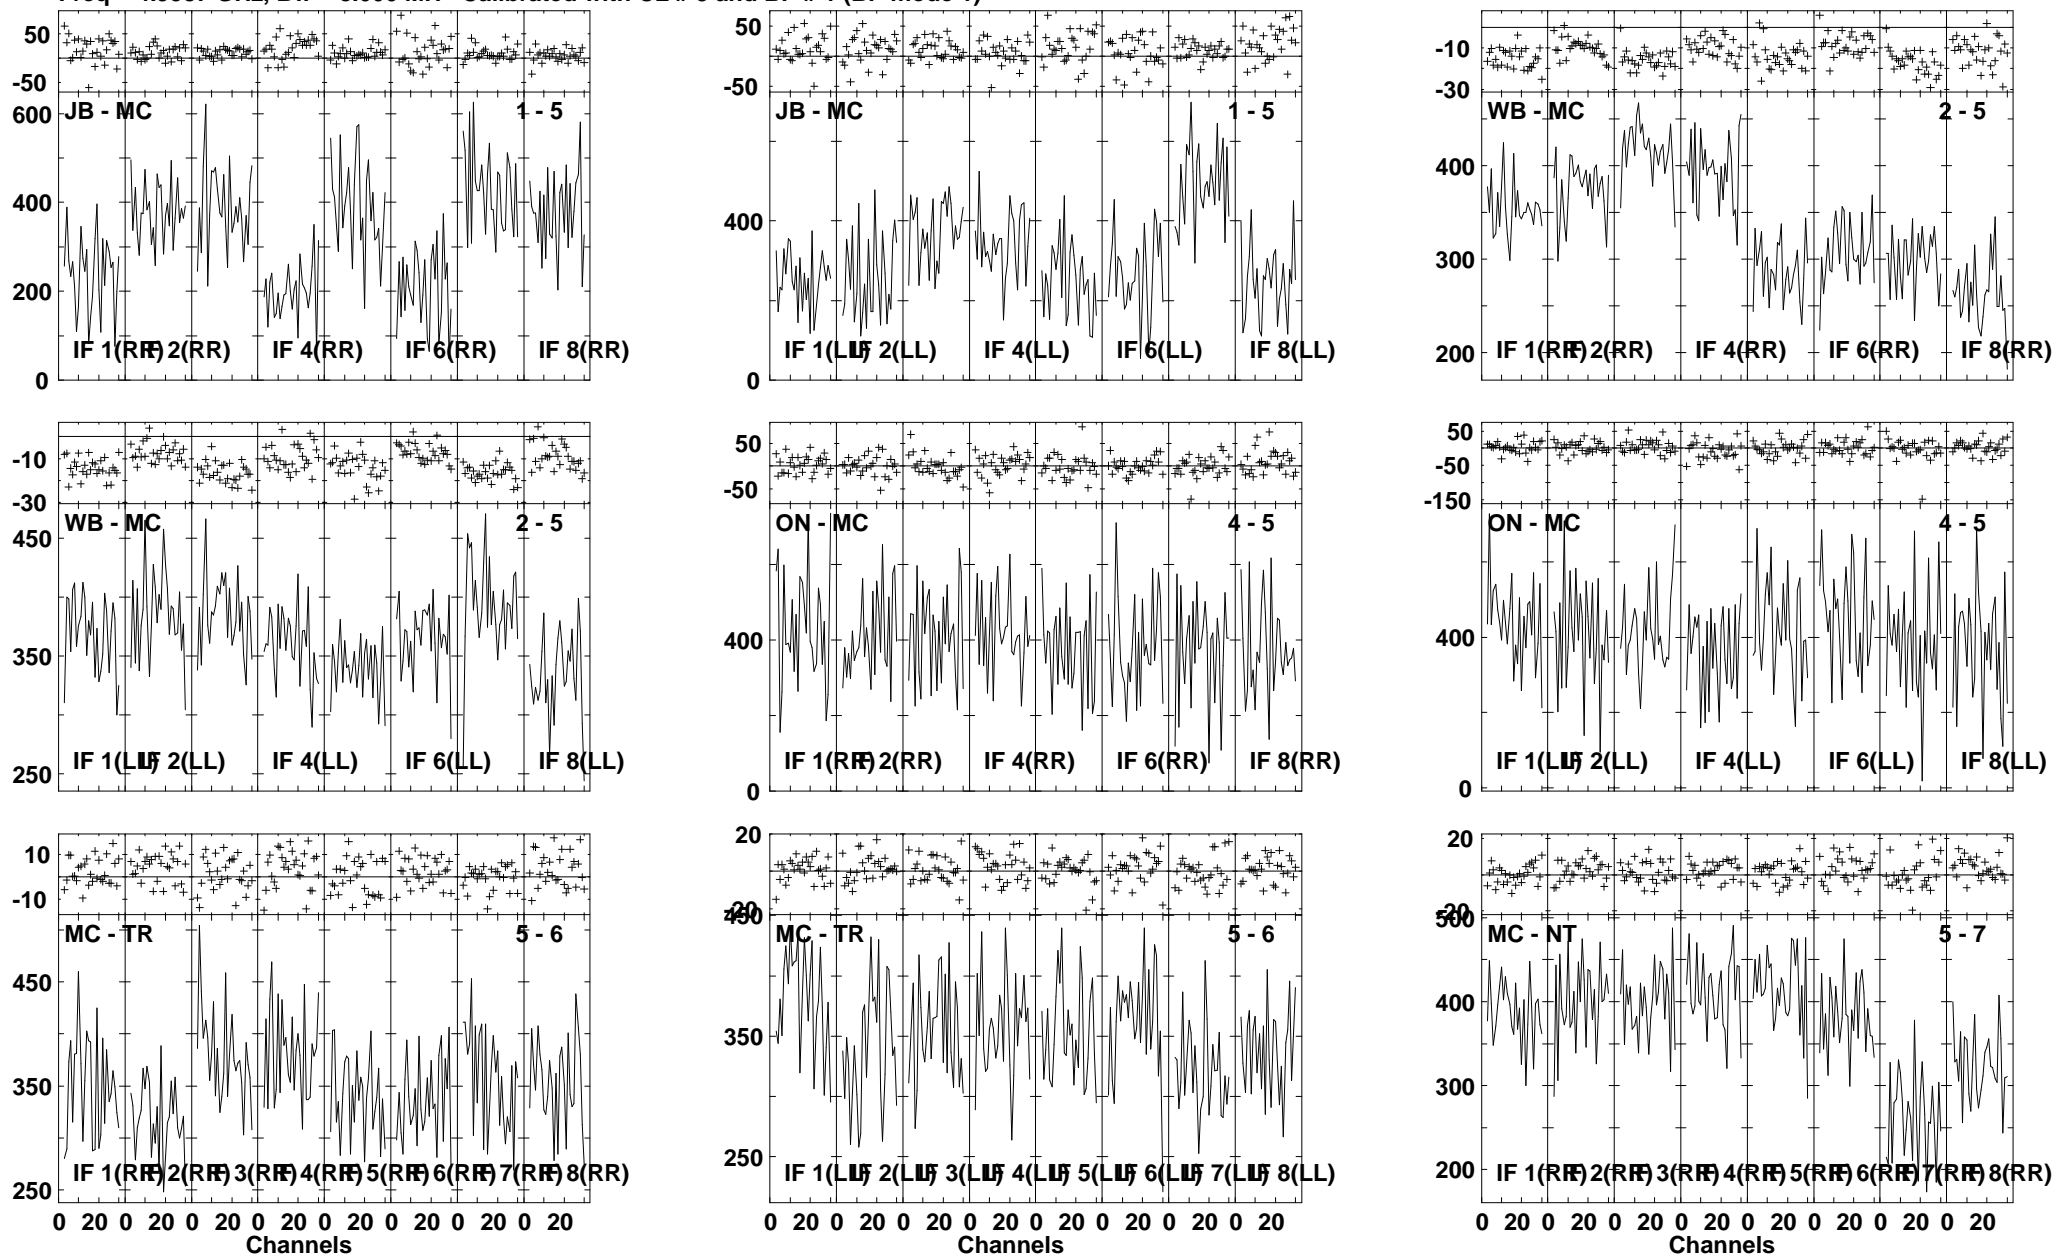 50
-50
600
400
200
0
JB - MC 1 - 5
IF 1(RR) IF 2(RR) IF 4(RR) IF 6(RR) IF 8(RR)
50
-50
400
0
JB - MC 1 - 5
IF 1(LL) IF 2(LL) IF 4(LL) IF 6(LL) IF 8(LL)
-10
-30
400
300
200
WB - MC 2 - 5
IF 1(RR) IF 2(RR) IF 4(RR) IF 6(RR) IF 8(RR)
-10
-30
450
350
250
WB - MC 2 - 5
IF 1(LL) IF 2(LL) IF 4(LL) IF 6(LL) IF 8(LL)
50
-50
400
0
ON - MC 4 - 5
IF 1(RR) IF 2(RR) IF 4(RR) IF 6(RR) IF 8(RR)
50
-50
-150
400
0
ON - MC 4 - 5
IF 1(LL) IF 2(LL) IF 4(LL) IF 6(LL) IF 8(LL)
10
-10
450
350
250
MC - TR 5 - 6
IF 1(RR) IF 2(RR) IF 3(RR) IF 4(RR) IF 5(RR) IF 6(RR) IF 7(RR) IF 8(RR)
0 20 0 20 0 20 0 20 0 20 0 20 0 20 0 20
Channels
20
-20
450
350
250
MC - TR 5 - 6
IF 1(LL) IF 2(LL) IF 3(LL) IF 4(LL) IF 5(LL) IF 6(LL) IF 7(LL) IF 8(LL)
0 20 0 20 0 20 0 20 0 20 0 20 0 20 0 20
Channels
20
-20
500
400
300
200
MC - NT 5 - 7
IF 1(RR) IF 2(RR) IF 3(RR) IF 4(RR) IF 5(RR) IF 6(RR) IF 7(RR) IF 8(RR)
0 20 0 20 0 20 0 20 0 20 0 20 0 20 0 20
Channels